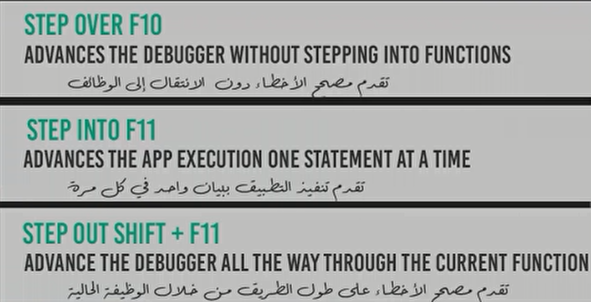 STEP OVER F10
ADVANCES THE DEBUGGER WITHOUT STEPPING INTO FUNCTIONS
تقدم مصحح الأخطاء دون الانتقال إلى الوظائف
STEP INTO F11
ADVANCES THE APP EXECUTION ONE STATEMENT AT A TIME
تقدم تنفيذ التطبيق ببيان واحد في كل مرة
STEP OUT SHIFT + F11
ADVANCE THE DEBUGGER ALL THE WAY THROUGH THE CURRENT FUNCTION
تقدم مصحح الأخطاء على طول الطريق من خلال الوظيفة الحالية